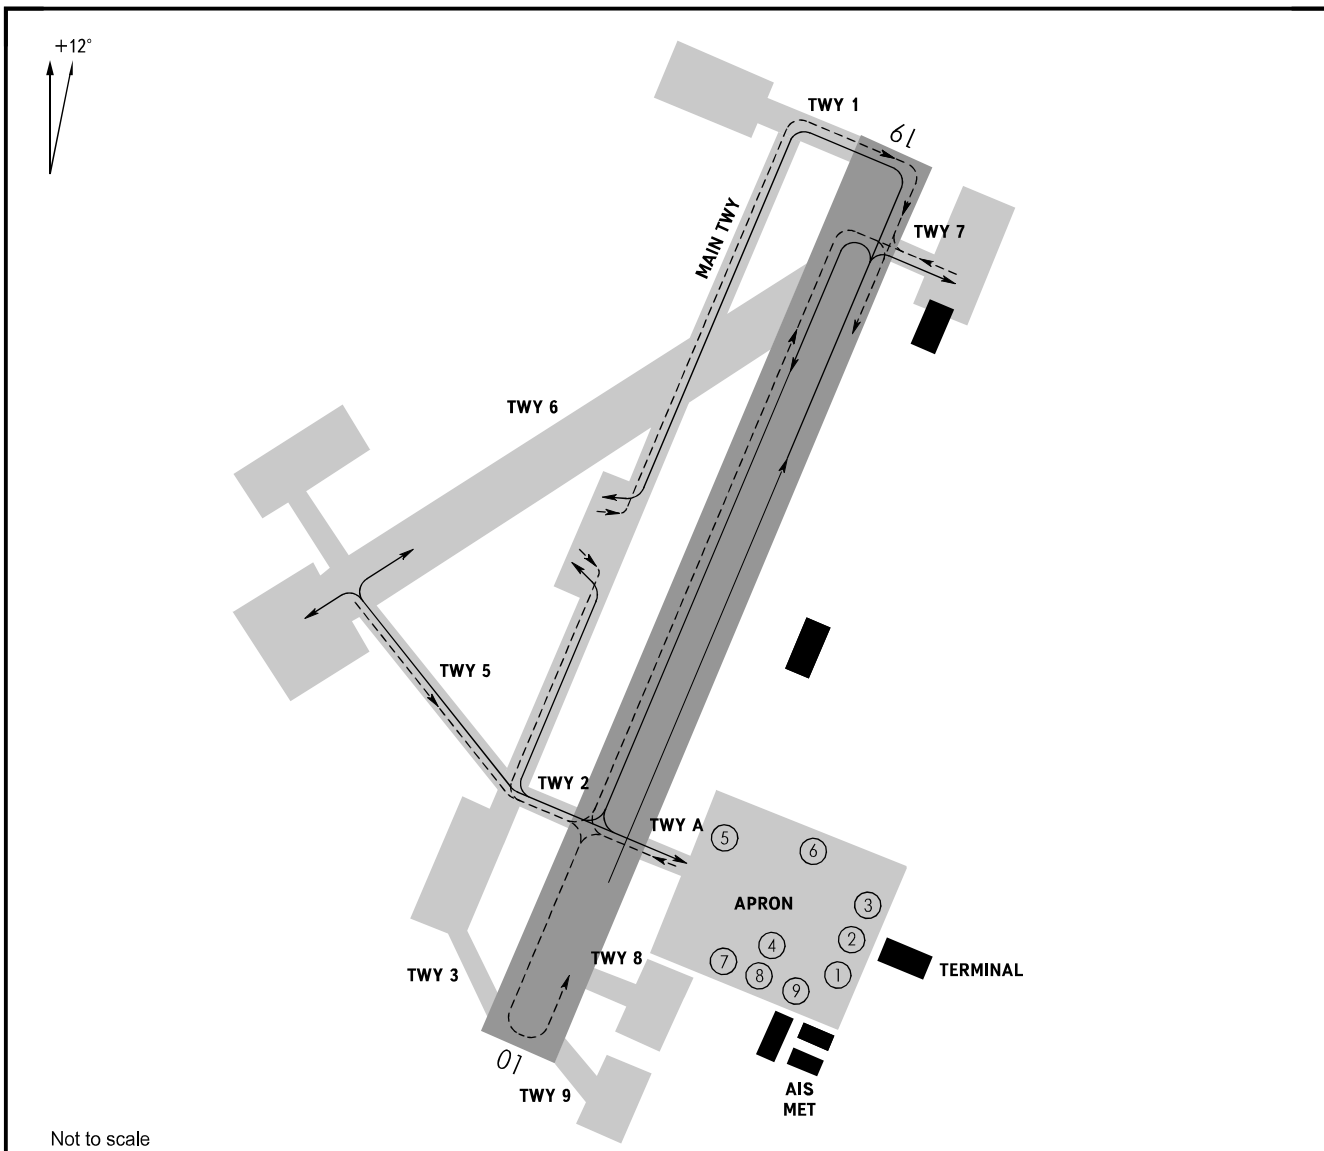 +12°
TWY 1
19
TWY 7
MAIN TWY
TWY 6
TWY 5
TWY 2
TWY A
5
6
APRON
3
2
4
1
7
8
9
TERMINAL
TWY 8
TWY 3
01
TWY 9
AIS
MET
Not to scale